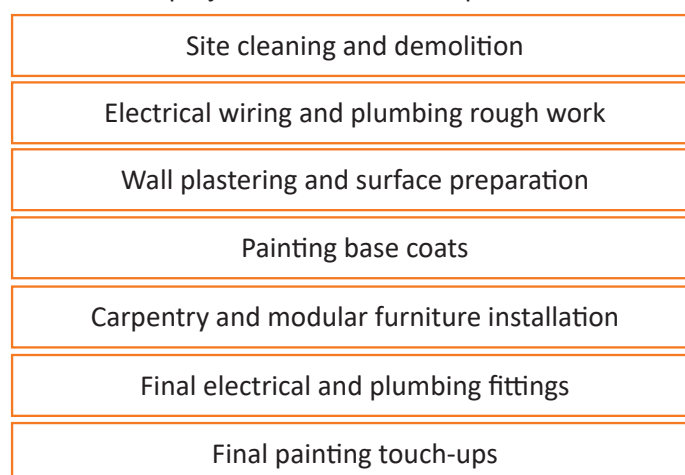 Site cleaning and demolition
Electrical wiring and plumbing rough work
Wall plastering and surface preparation
Painting base coats
Carpentry and modular furniture installation
Final electrical and plumbing fittings
Final painting touch-ups